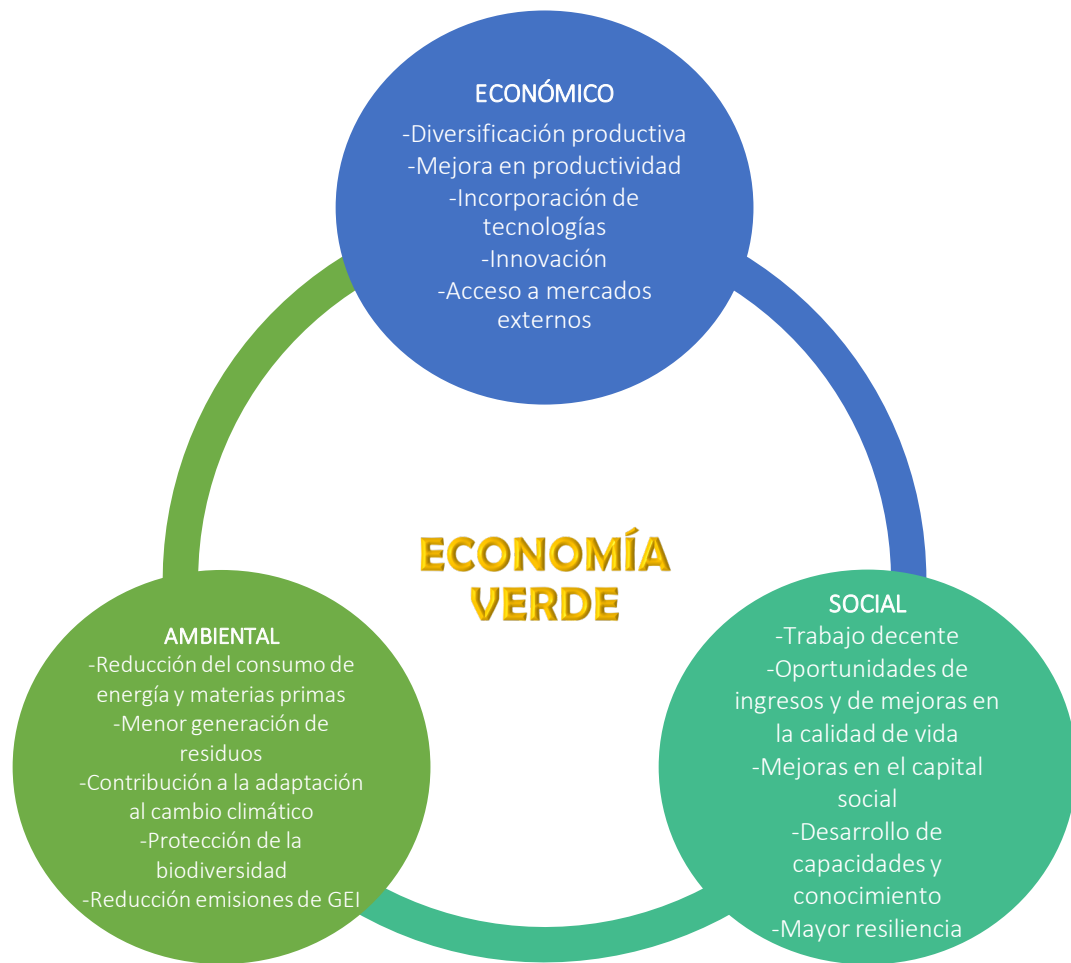 ECONÓMICO
-Diversificación productiva
-Mejora en productividad
-Incorporación de
tecnologías
-Innovación
-Acceso a mercados
externos
ECONOMÍA
VERDE
AMBIENTAL
-Reducción del consumo de
energía y materias primas
-Menor generación de
residuos
-Contribución a la adaptación
al cambio climático
-Protección de la
biodiversidad
-Reducción emisiones de GEI
SOCIAL
-Trabajo decente
-Oportunidades de
ingresos y de mejoras en
la calidad de vida
-Mejoras en el capital
social
-Desarrollo de
capacidades y
conocimiento
-Mayor resiliencia